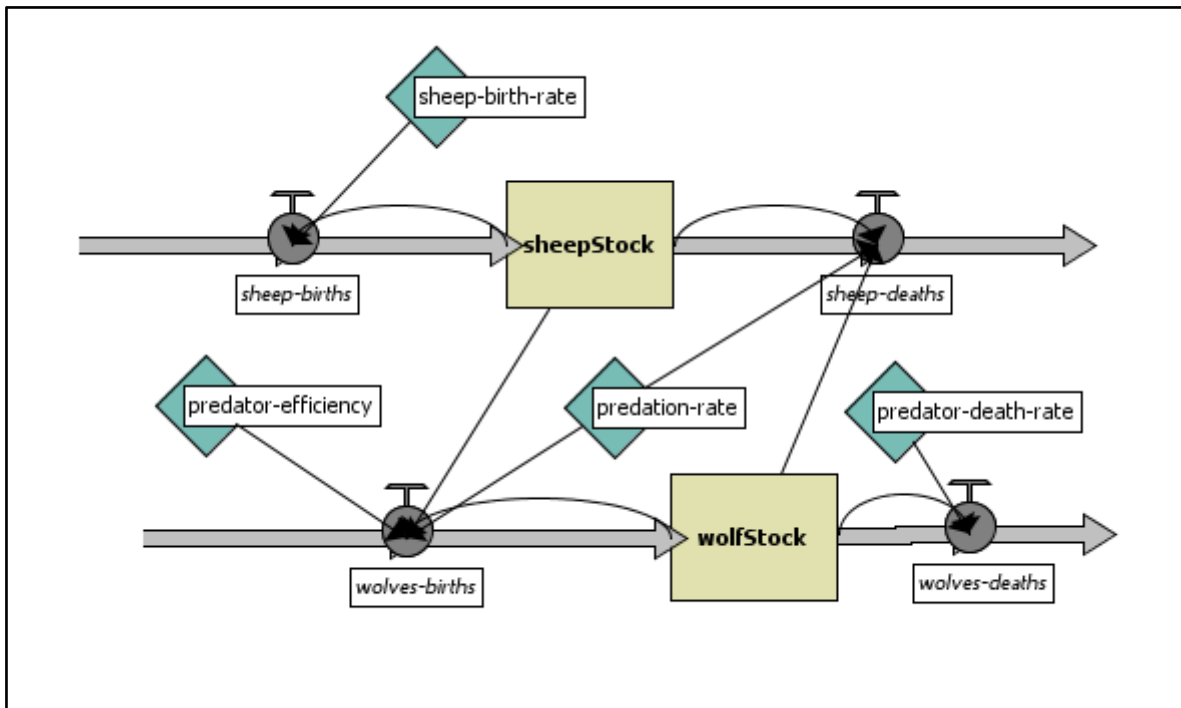 sheep-birth-rate
sheepStock
sheep-births
sheep-deaths
predator-efficiency
predation-rate
predator-death-rate
wolfStock
wolves-births
wolves-deaths